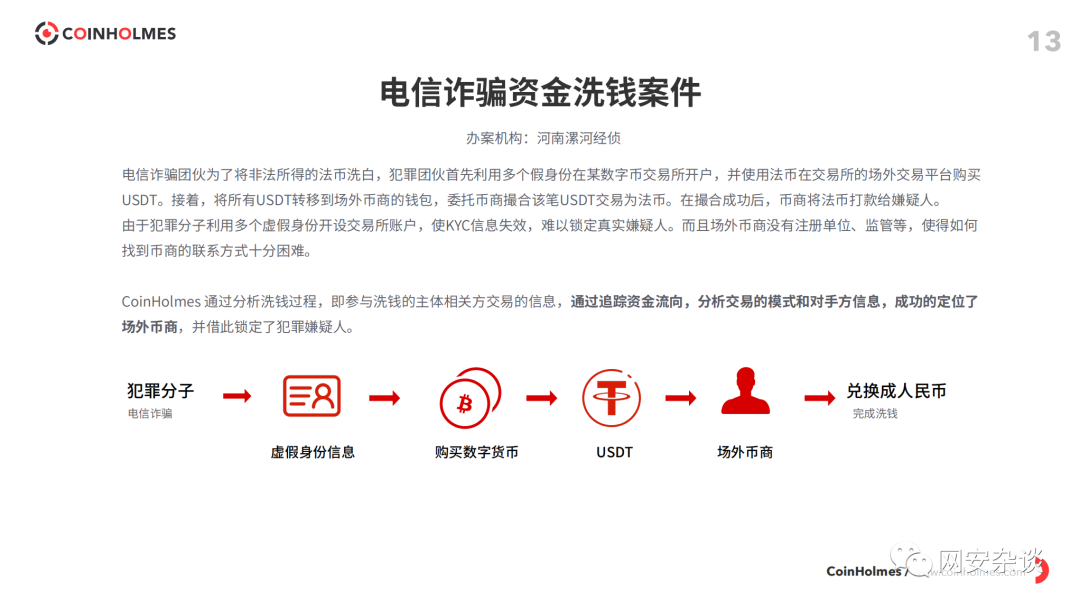 COINHOLMES
13
电信诈骗资金洗钱案件
办案机构：河南漯河经侦
电信诈骗团伙为了将非法所得的法币洗白，犯罪团伙首先利用多个假身份在某数字币交易所开户，并使用法币在交易所的场外交易平台购买
USDT。接着，将所有USDT转移到场外币商的钱包，委托币商撮合该笔USDT交易为法币。在撮合成功后，币商将法币打款给嫌疑人。
由于犯罪分子利用多个虚假身份开设交易所账户，使KYC信息失效，难以锁定真实嫌疑人。而且场外币商没有注册单位、监管等，使得如何
找到币商的联系方式十分困难。
CoinHolmes 通过分析洗钱过程，即参与洗钱的主体相关方交易的信息，通过追踪资金流向，分析交易的模式和对手方信息，成功的定位了
场外币商，并借此锁定了犯罪嫌疑人。
犯罪分子
电信诈骗
虚假身份信息
购买数字货币
USDT
场外币商
兑换成人民币
完成洗钱
CoinHolmes / w.coinholmes.com
网安杂谈